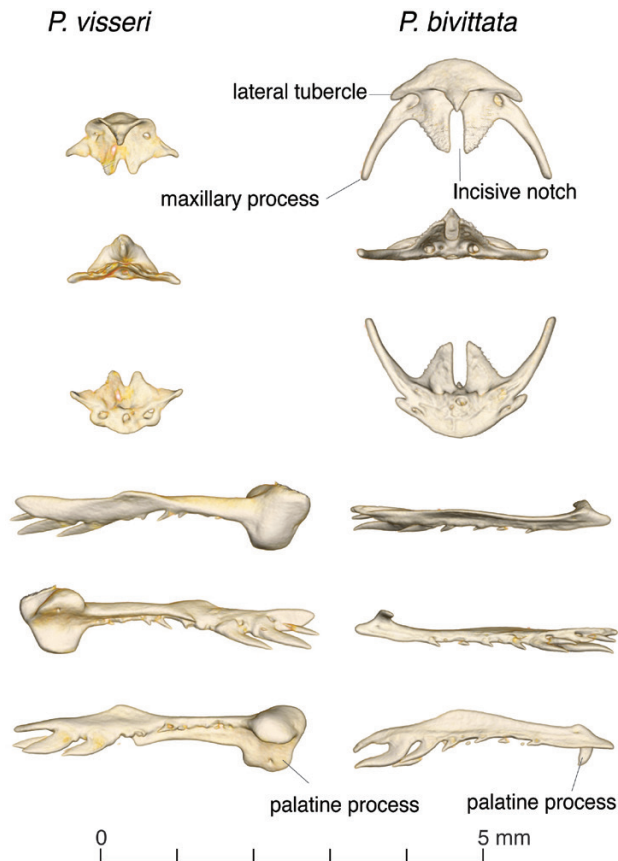 P. visseri
P. bivittata
lateral tubercle
maxillary process
Incisive notch
palatine process
palatine process
0
5 mm